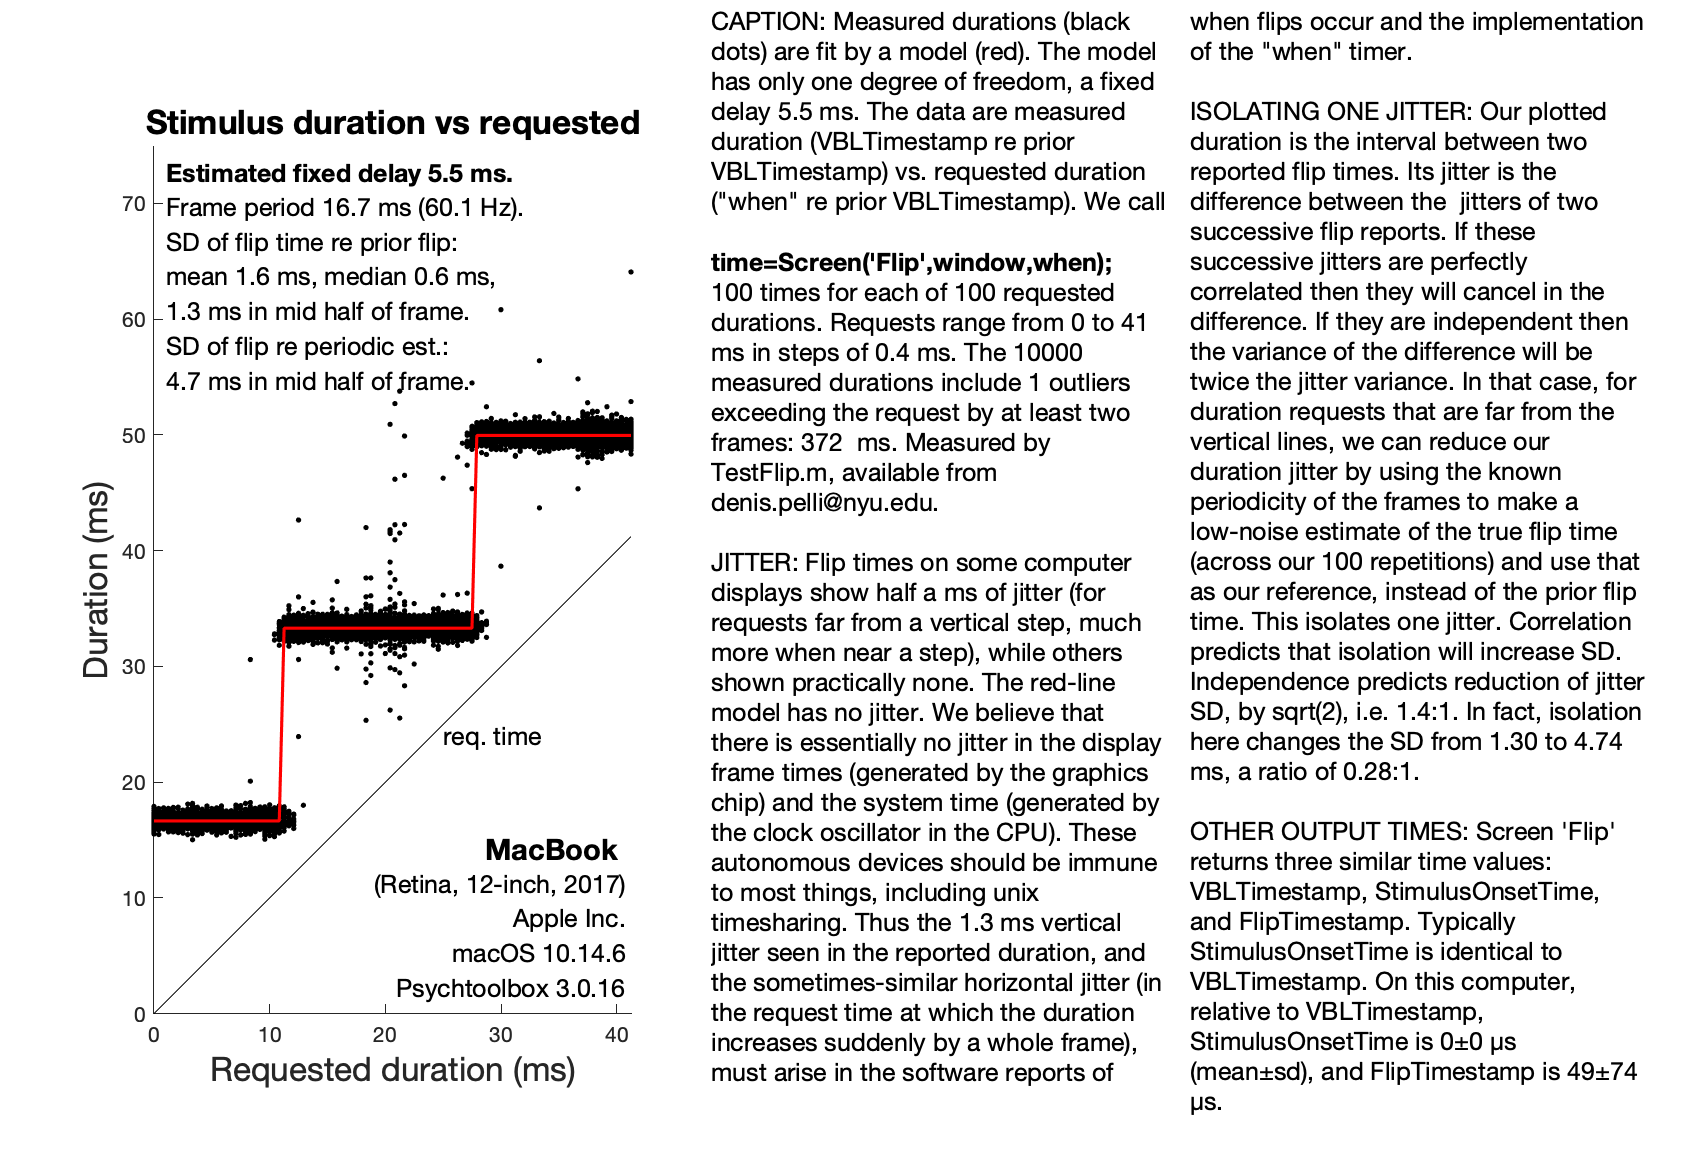 Stimulus duration vs requested
Estimated fixed delay 5.5 ms.
Frame period 16.7 ms (60.1 Hz).
SD of flip time re prior flip:
mean 1.6 ms, median 0.6 ms,
1.3 ms in mid half of frame.
SD of flip re periodic est.:
4.7 ms in mid half of frame.
70
60
50
40
30
20
10
0
Duration (ms)
req. time
MacBook
(Retina, 12-inch, 2017)
Apple Inc.
macOS 10.14.6
Psychtoolbox 3.0.16
0 10 20 30 40
Requested duration (ms)
CAPTION: Measured durations (black
dots) are fit by a model (red). The model
has only one degree of freedom, a fixed
delay 5.5 ms. The data are measured
duration (VBLTimestamp re prior
VBLTimestamp) vs. requested duration
("when" re prior VBLTimestamp). We call
time=Screen('Flip',window,when);
100 times for each of 100 requested
durations. Requests range from 0 to 41
ms in steps of 0.4 ms. The 10000
measured durations include 1 outliers
exceeding the request by at least two
frames: 372  ms. Measured by
TestFlip.m, available from
denis.pelli@nyu.edu.
JITTER: Flip times on some computer
displays show half a ms of jitter (for
requests far from a vertical step, much
more when near a step), while others
shown practically none. The red-line
model has no jitter. We believe that
there is essentially no jitter in the display
frame times (generated by the graphics
chip) and the system time (generated by
the clock oscillator in the CPU). These
autonomous devices should be immune
to most things, including unix
timesharing. Thus the 1.3 ms vertical
jitter seen in the reported duration, and
the sometimes-similar horizontal jitter (in
the request time at which the duration
increases suddenly by a whole frame),
must arise in the software reports of
when flips occur and the implementation
of the "when" timer.
ISOLATING ONE JITTER: Our plotted
duration is the interval between two
reported flip times. Its jitter is the
difference between the  jitters of two
successive flip reports. If these
successive jitters are perfectly
correlated then they will cancel in the
difference. If they are independent then
the variance of the difference will be
twice the jitter variance. In that case, for
duration requests that are far from the
vertical lines, we can reduce our
duration jitter by using the known
periodicity of the frames to make a
low-noise estimate of the true flip time
(across our 100 repetitions) and use that
as our reference, instead of the prior flip
time. This isolates one jitter. Correlation
predicts that isolation will increase SD.
Independence predicts reduction of jitter
SD, by sqrt(2), i.e. 1.4:1. In fact, isolation
here changes the SD from 1.30 to 4.74
ms, a ratio of 0.28:1.
OTHER OUTPUT TIMES: Screen 'Flip'
returns three similar time values:
VBLTimestamp, StimulusOnsetTime,
and FlipTimestamp. Typically
StimulusOnsetTime is identical to
VBLTimestamp. On this computer,
relative to VBLTimestamp,
StimulusOnsetTime is 0±0 µs
(mean±sd), and FlipTimestamp is 49±74
µs.